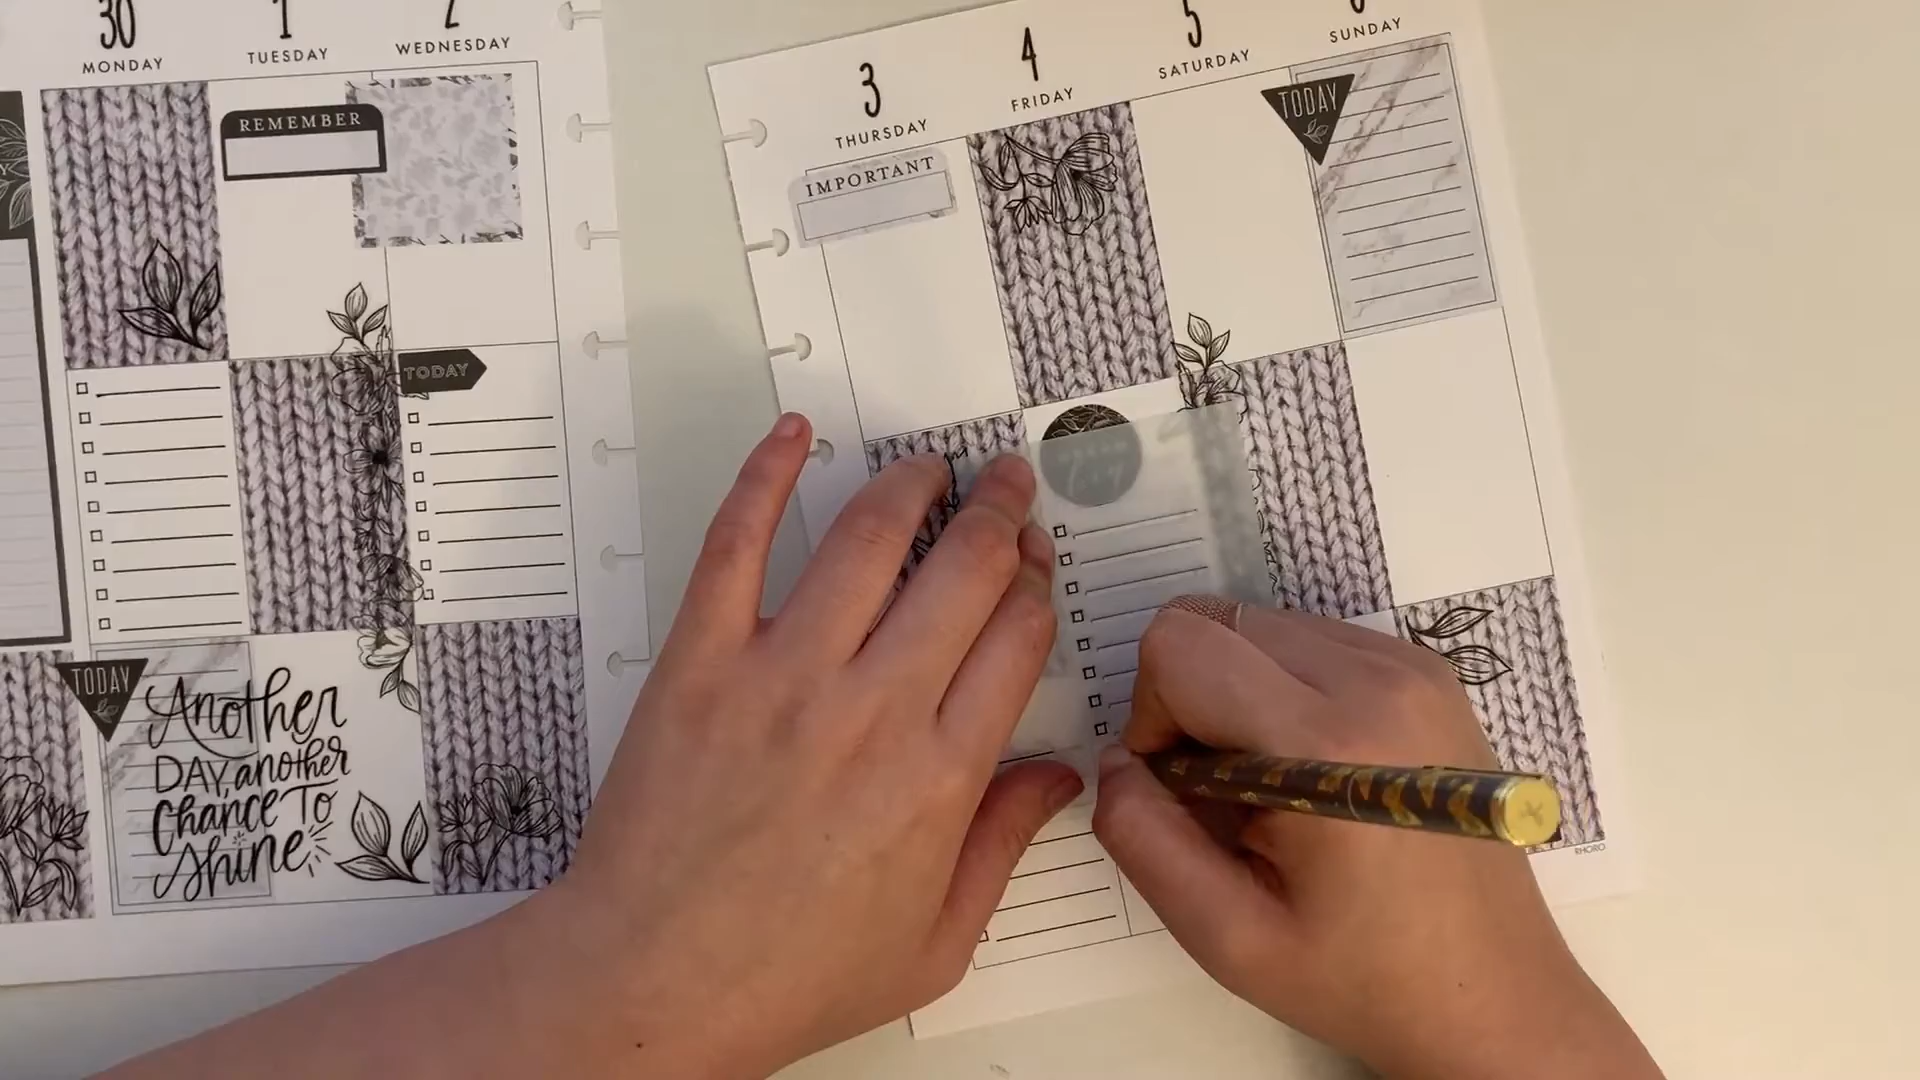 30
MONDAY
1
TUESDAY
2
WEDNESDAY
REMEMBER
TODAY
TODAY
Another
DAY, another
Chance To
shine
3
THURSDAY
4
FRIDAY
5
SATURDAY
SUNDAY
IMPORTANT
TODAY
RHORO